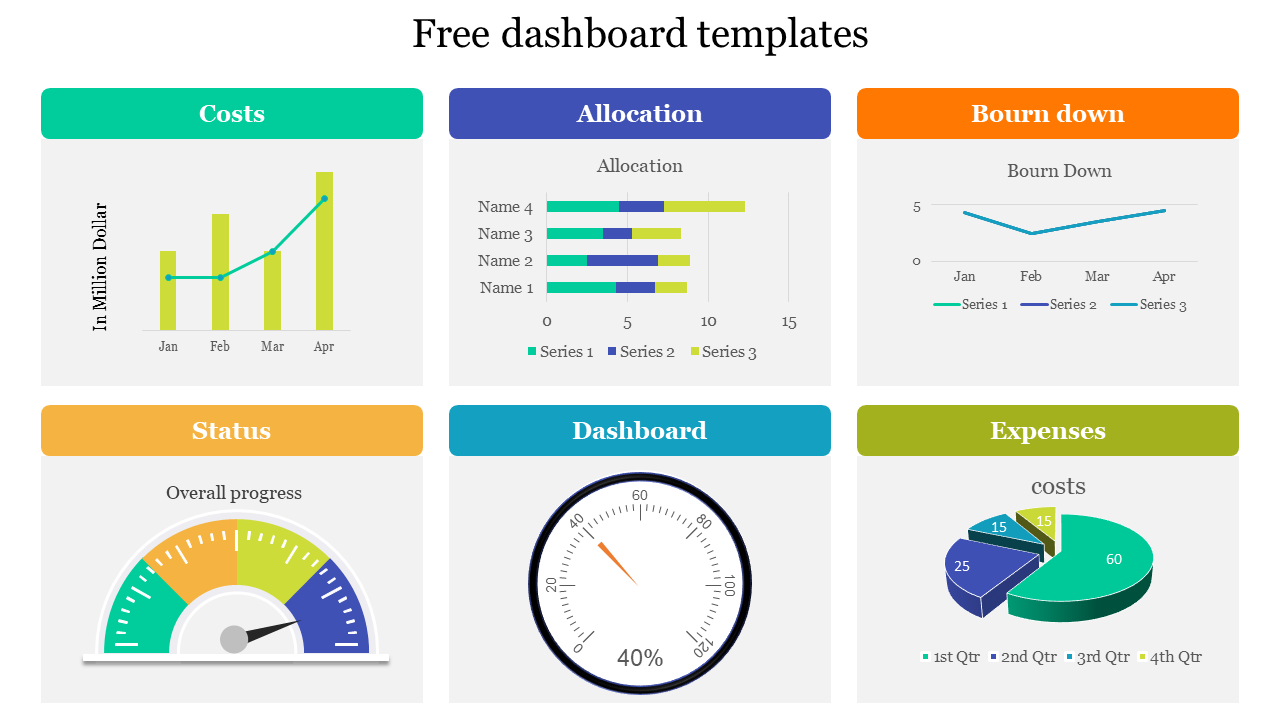 Free dashboard templates
Costs
In Million Dollar
Jan Feb Mar Apr
Allocation
Allocation
Name 4
Name 3
Name 2
Name 1
0 5 10 15
Series 1 Series 2 Series 3
Bourn down
Bourn Down
5
0
Jan Feb Mar Apr
Series 1 Series 2 Series 3
Status
Overall progress
Dashboard
0 20 40 60 80 100 120
40%
Expenses
costs
15
15
25
60
1st Qtr 2nd Qtr 3rd Qtr 4th Qtr